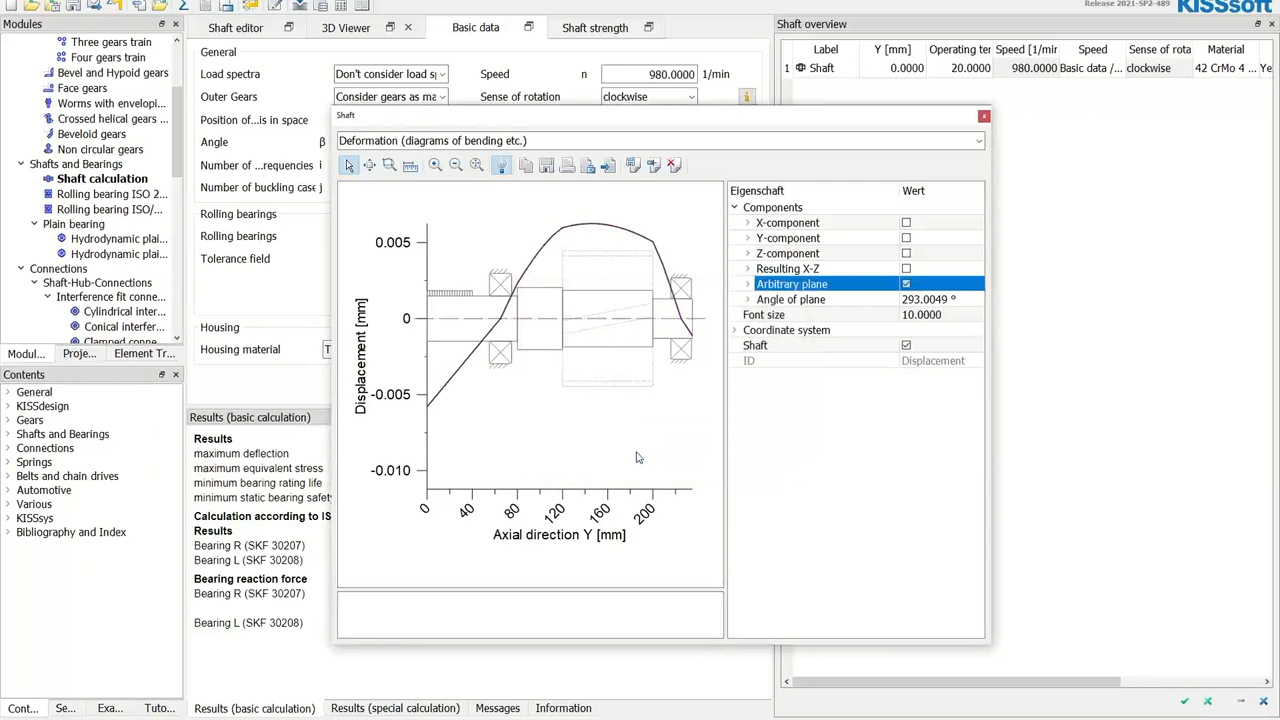 Release 2021-SP2-489
KISSsoft
Modules
Three gears train
Four gears train
Bevel and Hypoid gears
Face gears
Worms with envelopi...
Crossed helical gears ...
Beveloid gears
Non circular gears
Shafts and Bearings
Shaft calculation
Rolling bearing ISO 2...
Rolling bearing ISO/...
Plain bearing
Hydrodynamic plai...
Hydrodynamic plai...
Connections
Shaft-Hub-Connections
Interference fit conne...
Cylindrical inter...
Conical interfer...
Clamped conne...
Modul... Proje... Element Tr...
Contents
General
KISSdesign
Gears
Shafts and Bearings
Connections
Springs
Belts and chain drives
Automotive
Various
KISSsys
Bibliography and Index
Cont... Se... Exa... Tuto...
Shaft editor 3D Viewer Basic data Shaft strength
General
Load spectra Don't consider load sp Speed n 980.0000 1/min
Outer Gears Consider gears as ma Sense of rotation clockwise
Position of...is in space
Angle β
Number of ...requencies i
Number of buckling case j
Rolling bearings
Rolling bearings
Tolerance field
Housing
Housing material T
Results (basic calculation)
Results
maximum deflection
maximum equivalent stress
minimum bearing rating life
minimum static bearing safety
Calculation according to IS
Results
Bearing R (SKF 30207)
Bearing L (SKF 30208)
Bearing reaction force
Bearing R (SKF 30207)
Bearing L (SKF 30208)
Results (basic calculation) Results (special calculation) Messages Information
Shaft
Deformation (diagrams of bending etc.)
0.005
0
-0.005
-0.010
Displacement [mm]
0 40 80 120 160 200
Axial direction Y [mm]
Eigenschaft Wert
Components
X-component
Y-component
Z-component
Resulting X-Z
Arbitrary plane
Angle of plane 293.0049 °
Font size 10.0000
Coordinate system
Shaft
ID Displacement
Shaft overview
Label Y [mm] Operating ter Speed [1/min Speed Sense of rota Material
1 Shaft 0.0000 20.0000 980.0000 Basic data /... clockwise 42 CrMo 4 ... Ye